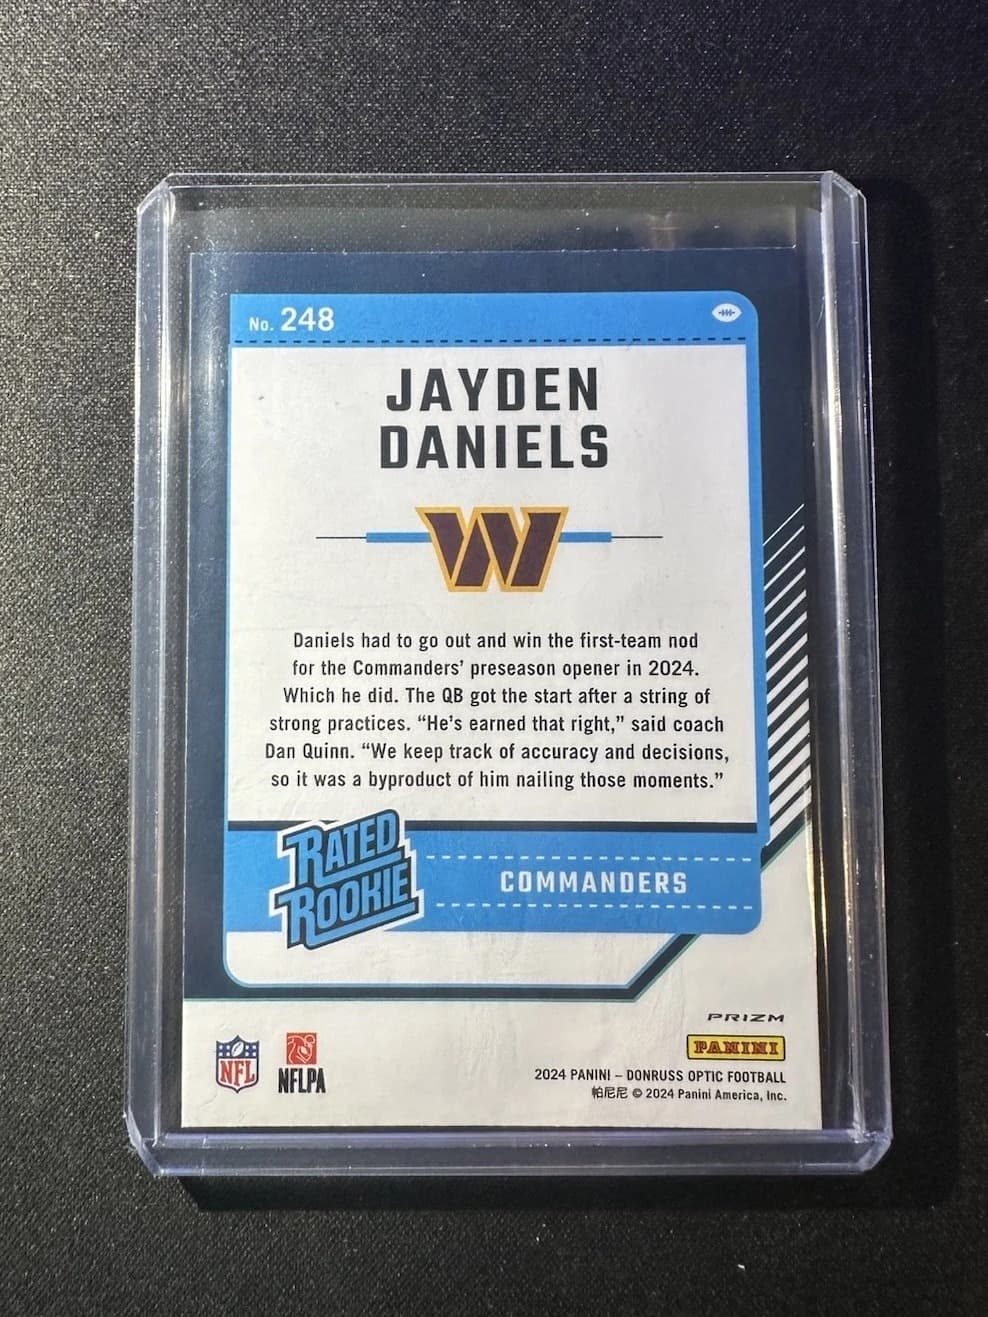 No. 248
JAYDEN
DANIELS
W
Daniels had to go out and win the first-team nod
for the Commanders’ preseason opener in 2024.
Which he did. The QB got the start after a string of
strong practices. “He’s earned that right,” said coach
Dan Quinn. “We keep track of accuracy and decisions,
so it was a byproduct of him nailing those moments.”
RATED
ROOKIE
COMMANDERS
PRIZM
PANINI
NFL
NFLPA
2024 PANINI – DONRUSS OPTIC FOOTBALL
帕尼尼 © 2024 Panini America, Inc.